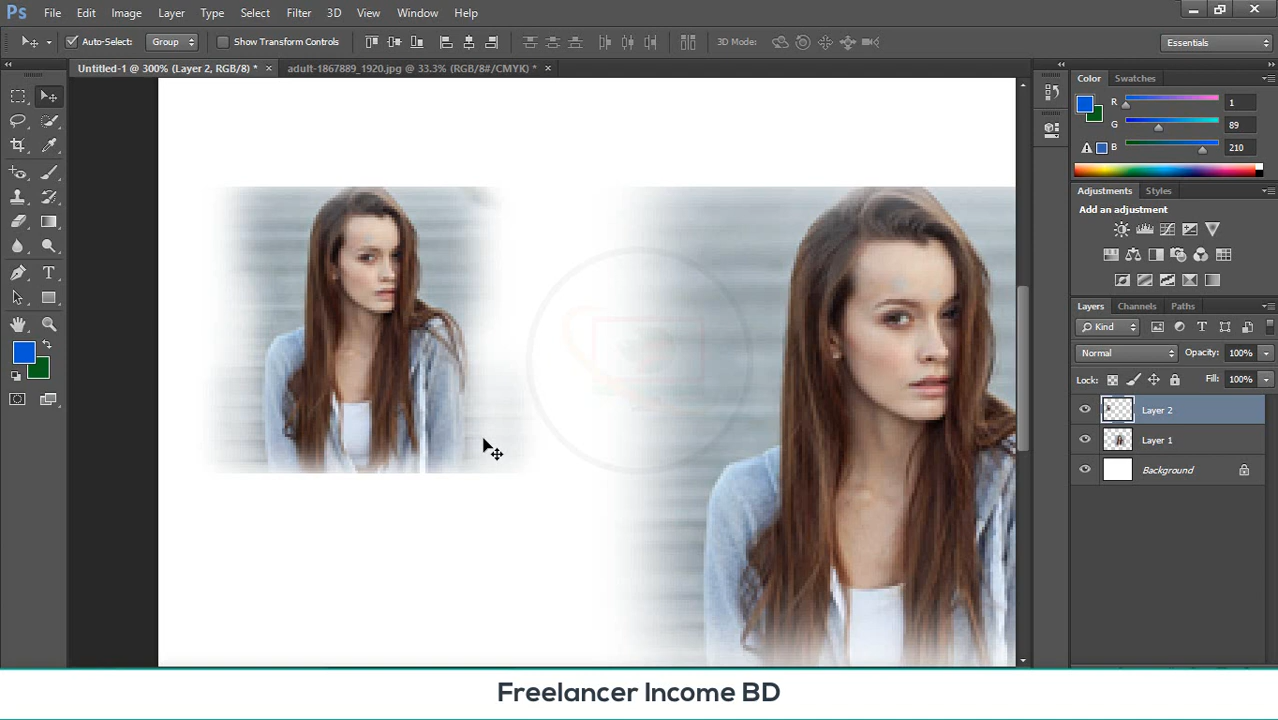 Ps File Edit Image Layer Type Select Filter 3D View Window Help
Auto-Select: Group Show Transform Controls 3D Mode: Essentials
Untitled-1 @ 300% (Layer 2, RGB/8) * × adult-1867889_1920.jpg @ 33.3% (RGB/8#/CMYK) * ×
Color Swatches
R 1
G 89
B 210
Adjustments Styles
Add an adjustment
Layers Channels Paths
Kind
Normal Opacity: 100%
Lock: Fill: 100%
Layer 2
Layer 1
Background
Freelancer Income BD